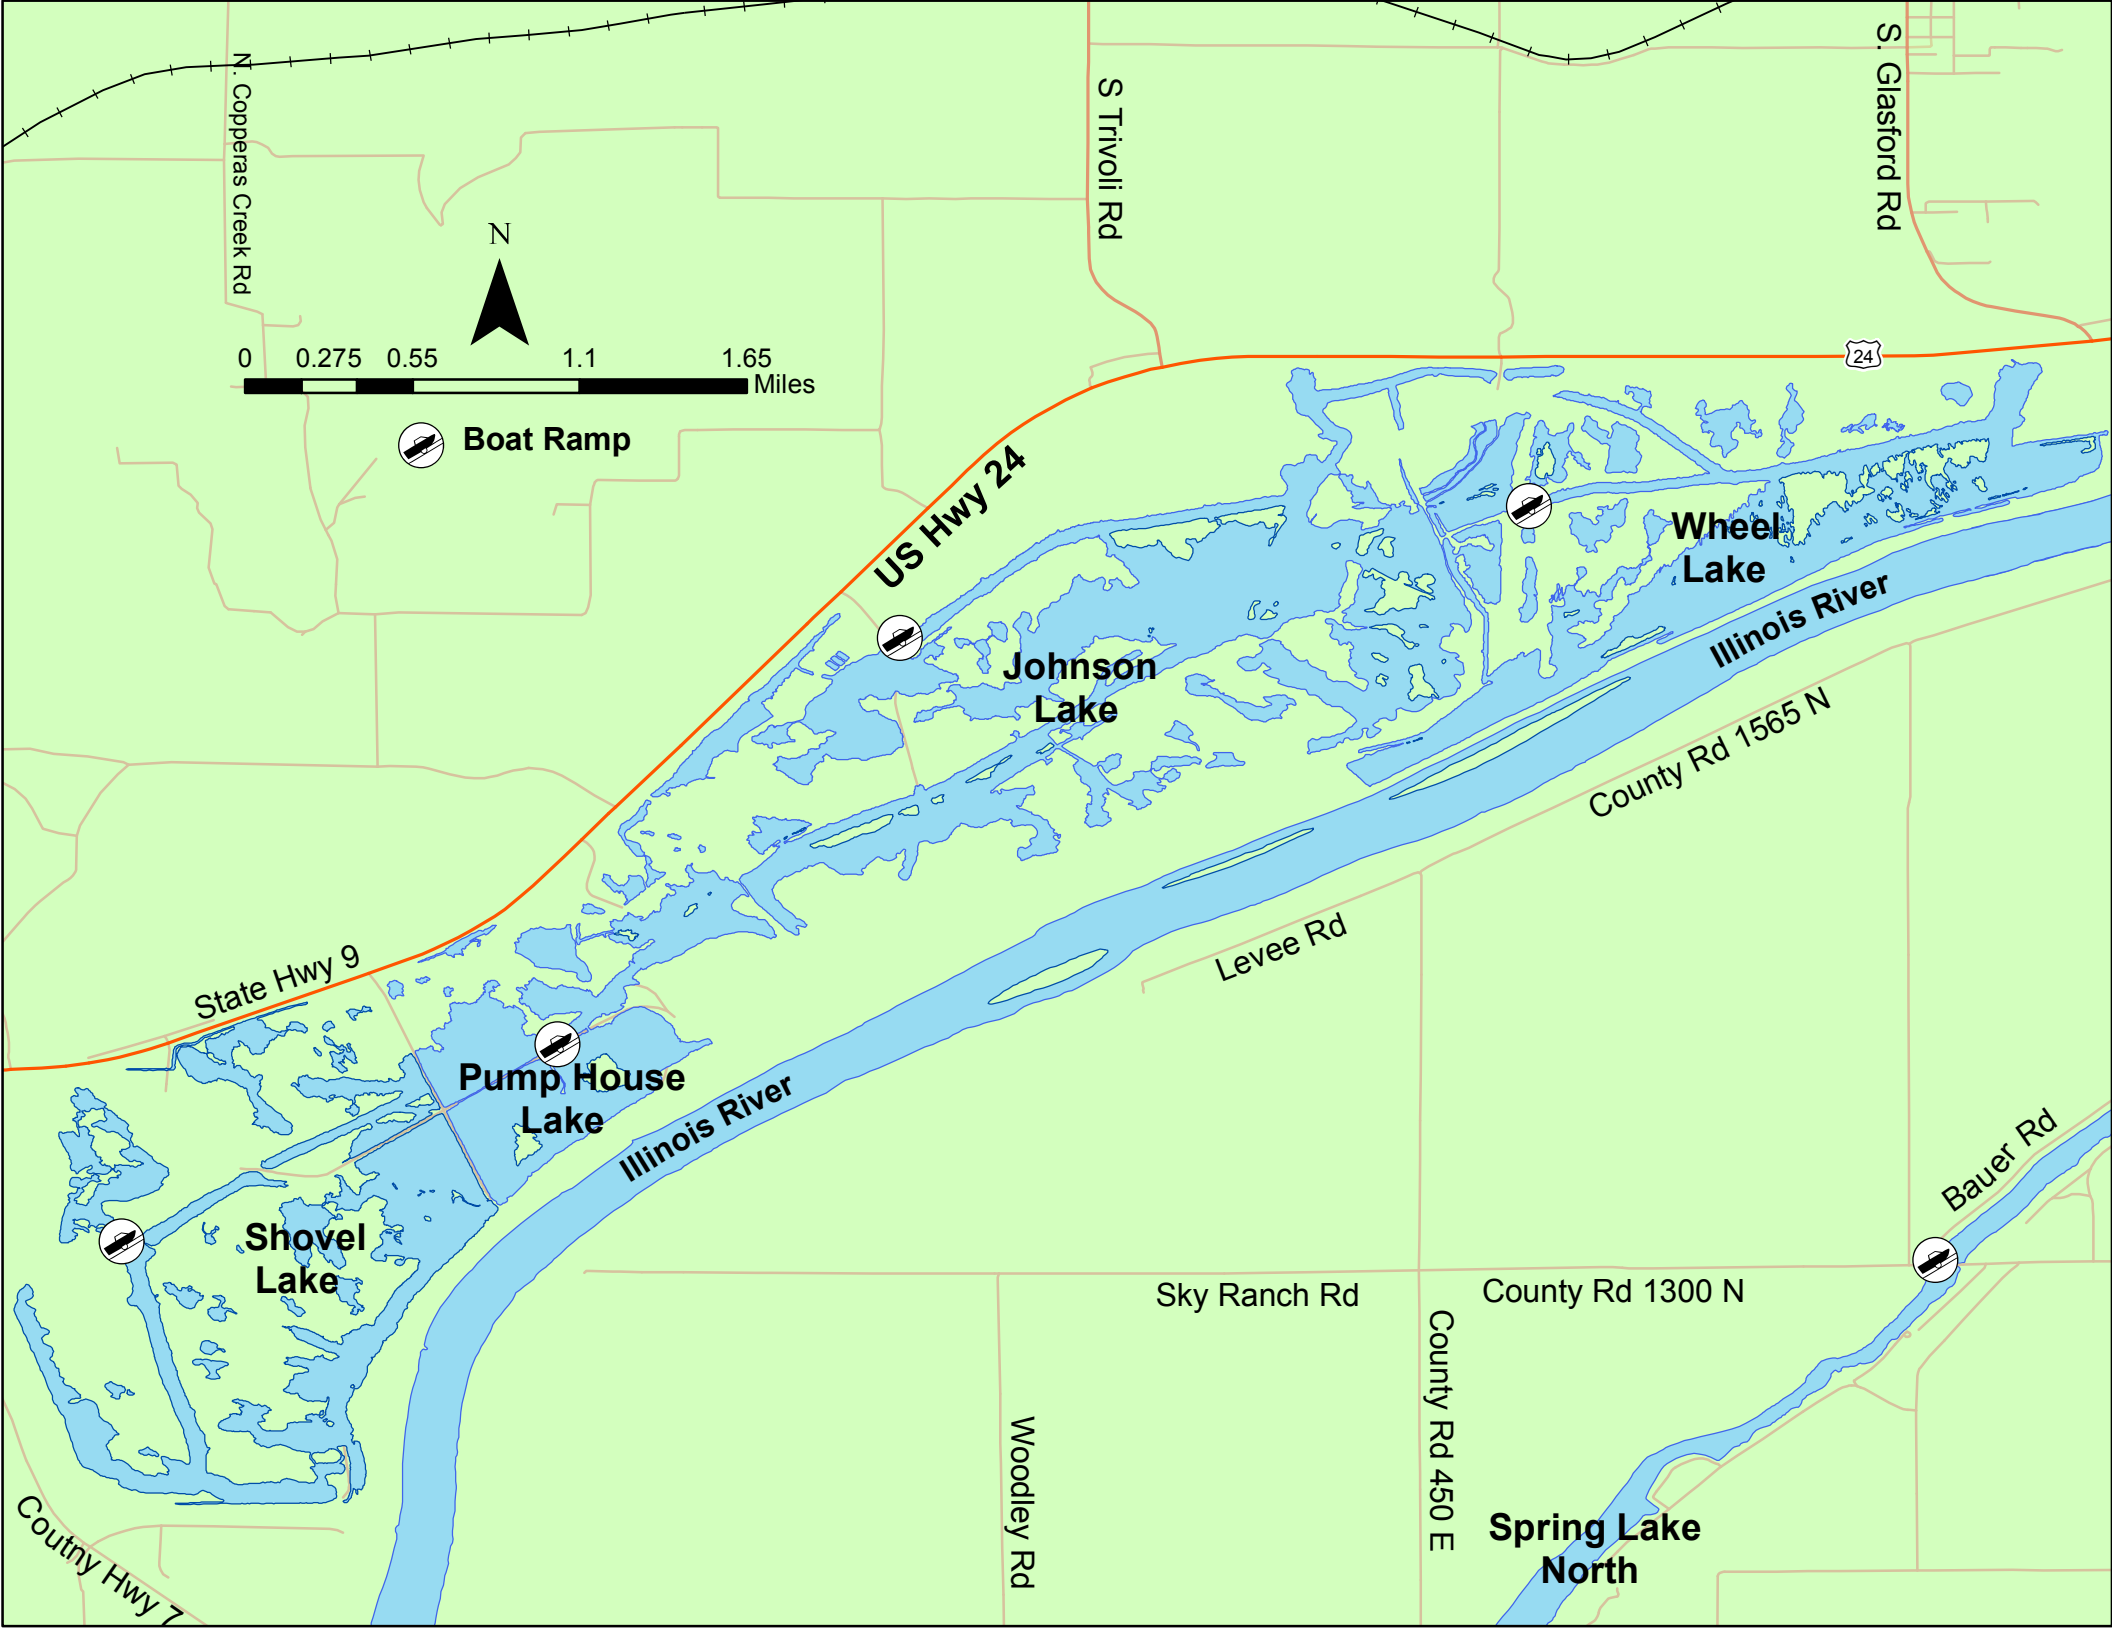 N. Copperas Creek Rd
S Trivoli Rd
S. Glasford Rd
N
0 0.275 0.55 1.1 1.65
Miles
Boat Ramp
24
US Hwy 24
Wheel
Lake
Illinois River
Johnson
Lake
County Rd 1565 N
Levee Rd
State Hwy 9
Pump House
Lake
Illinois River
Bauer Rd
Shovel
Lake
Sky Ranch Rd
County Rd 1300 N
County Rd 450 E
Woodley Rd
Coutny Hwy 7
Spring Lake
North